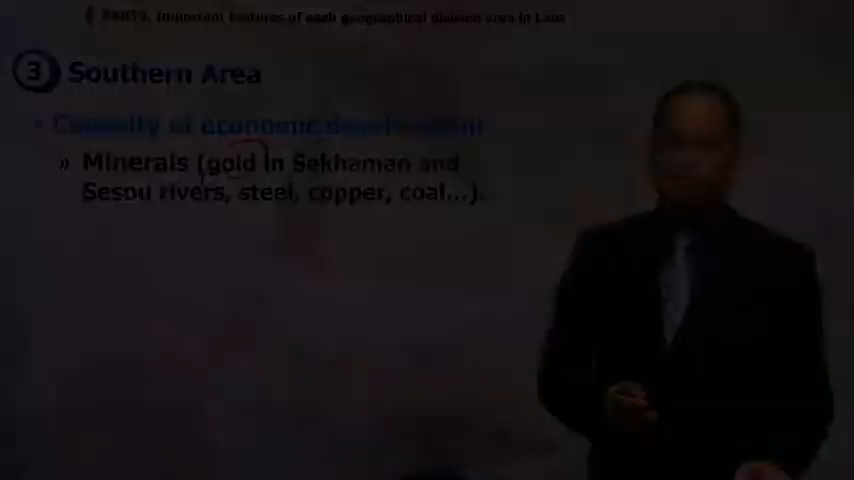 PART3. Important features of each geographical division area in Laos
3 Southern Area
- Capacity of economic development
» Minerals (gold in Sekhaman and
Sesou rivers, steel, copper, coal...).